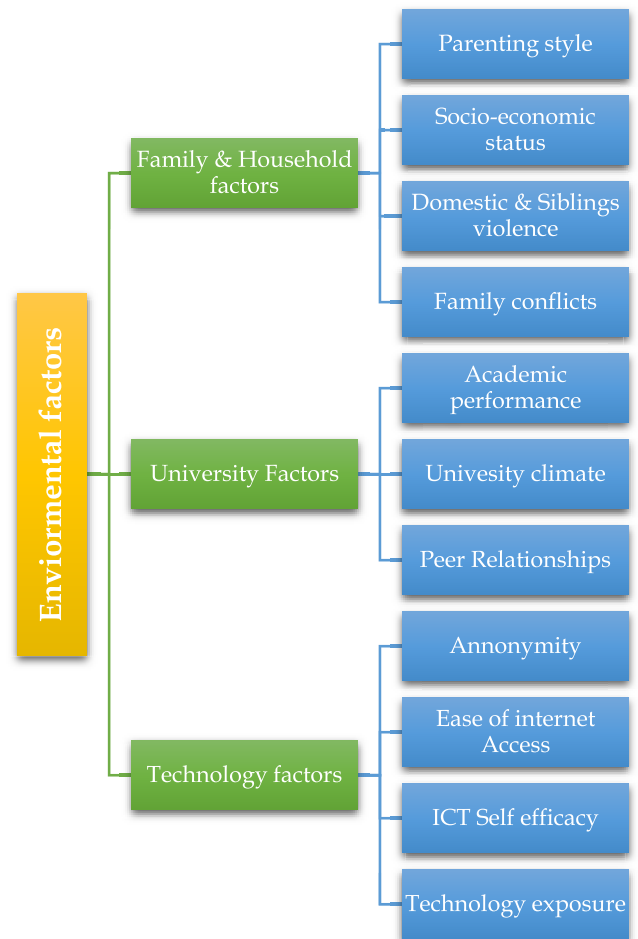 Enviormental factors
Family & Household
factors
Parenting style
Socio-economic
status
Domestic & Siblings
violence
Family conflicts
University Factors
Academic
performance
Univesity climate
Peer Relationships
Technology factors
Annonymity
Ease of internet
Access
ICT Self efficacy
Technology exposure